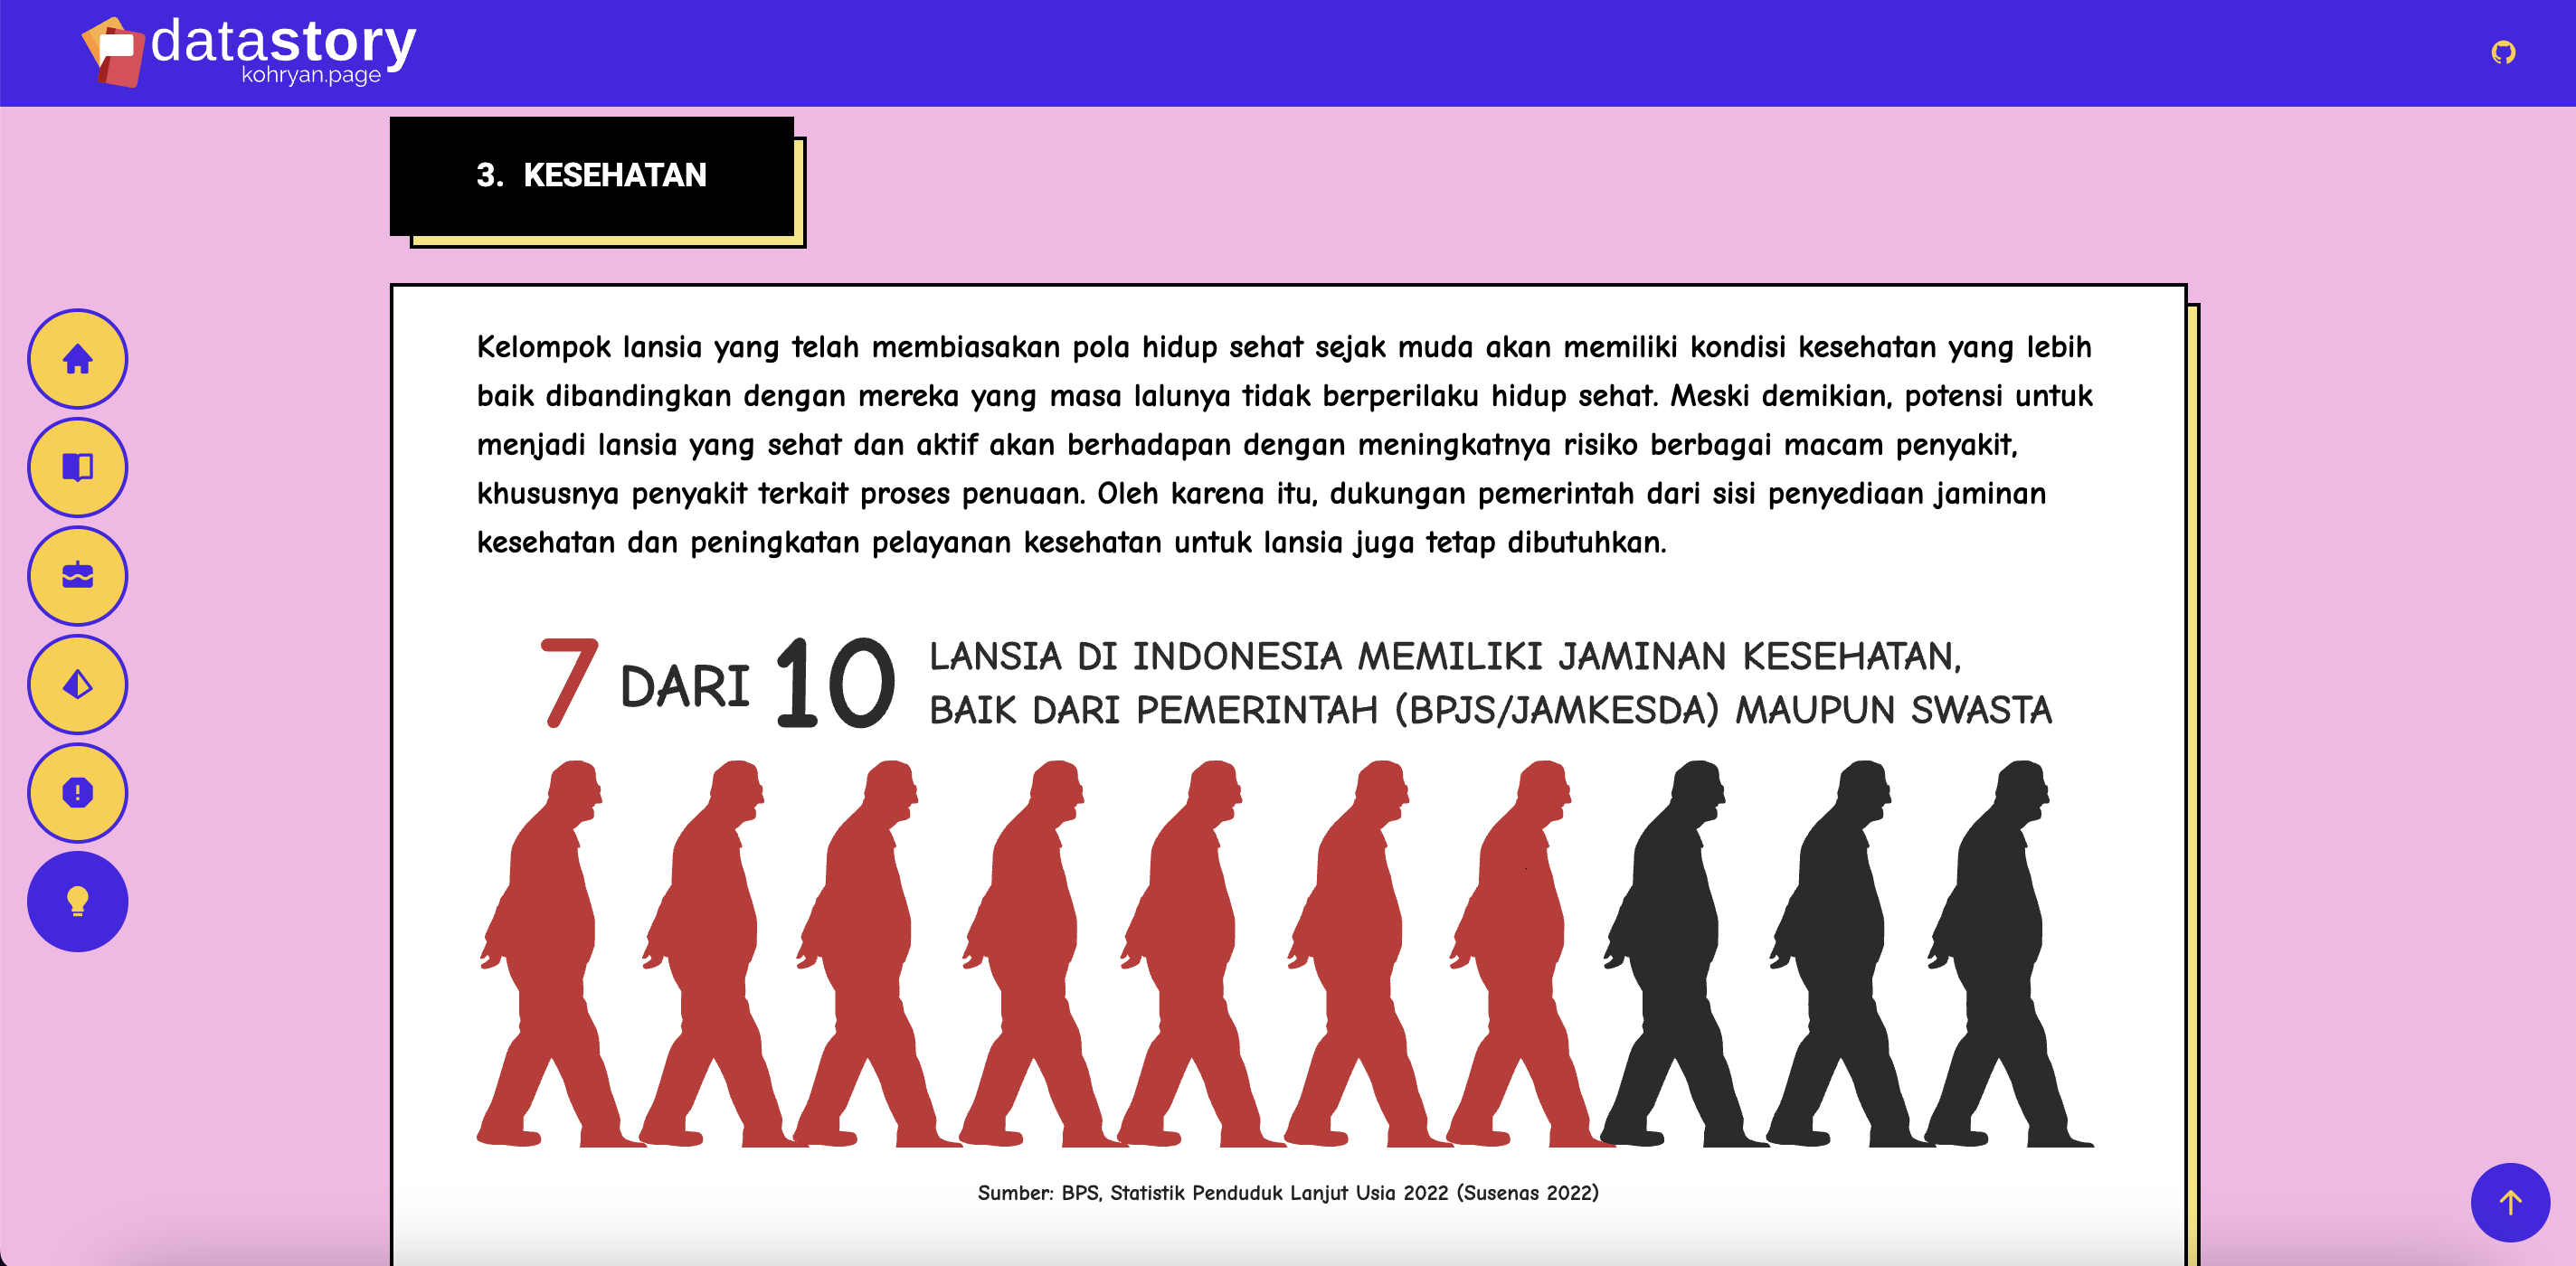 datastory
kohryan.page
3. KESEHATAN
Kelompok lansia yang telah membiasakan pola hidup sehat sejak muda akan memiliki kondisi kesehatan yang lebih
baik dibandingkan dengan mereka yang masa lalunya tidak berperilaku hidup sehat. Meski demikian, potensi untuk
menjadi lansia yang sehat dan aktif akan berhadapan dengan meningkatnya risiko berbagai macam penyakit,
khususnya penyakit terkait proses penuaan. Oleh karena itu, dukungan pemerintah dari sisi penyediaan jaminan
kesehatan dan peningkatan pelayanan kesehatan untuk lansia juga tetap dibutuhkan.
7 DARI 10
LANSIA DI INDONESIA MEMILIKI JAMINAN KESEHATAN,
BAIK DARI PEMERINTAH (BPJS/JAMKESDA) MAUPUN SWASTA
Sumber: BPS, Statistik Penduduk Lanjut Usia 2022 (Susenas 2022)